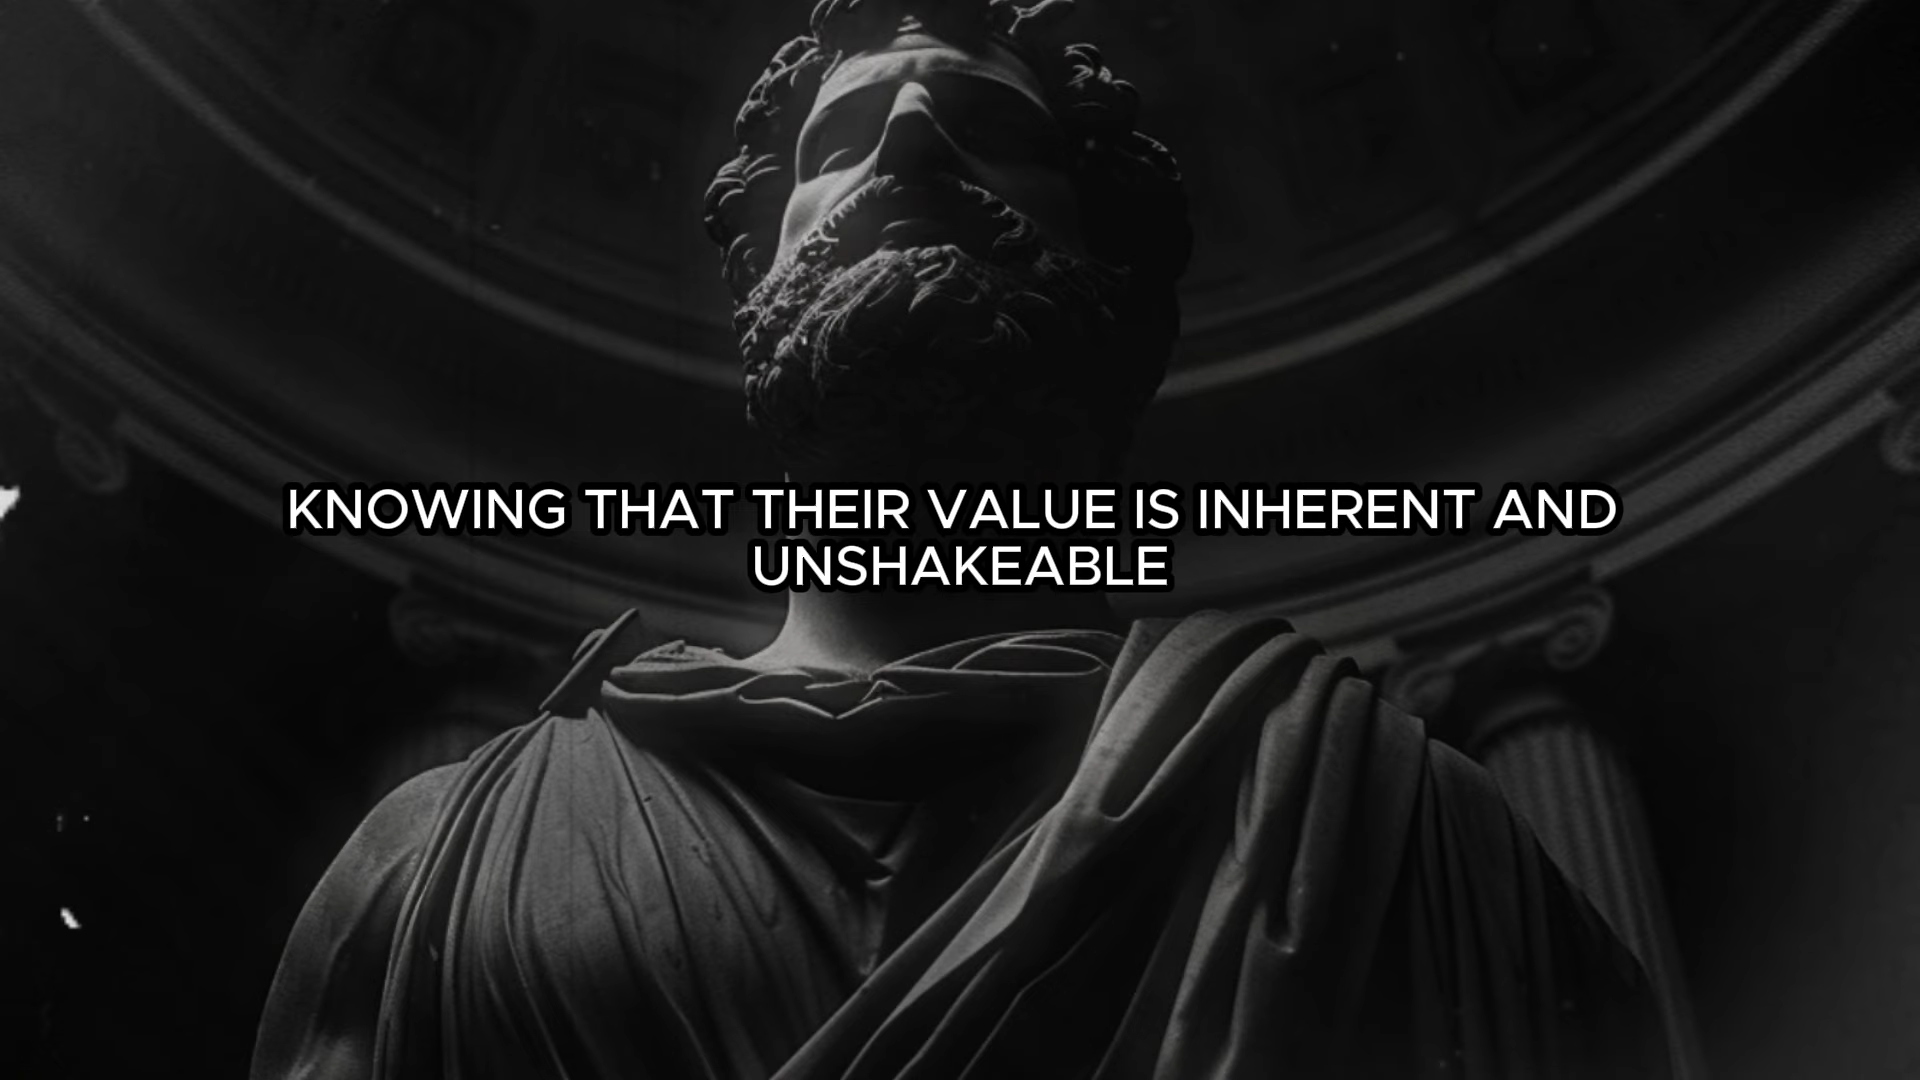 KNOWING THAT THEIR VALUE IS INHERENT AND
UNSHAKEABLE